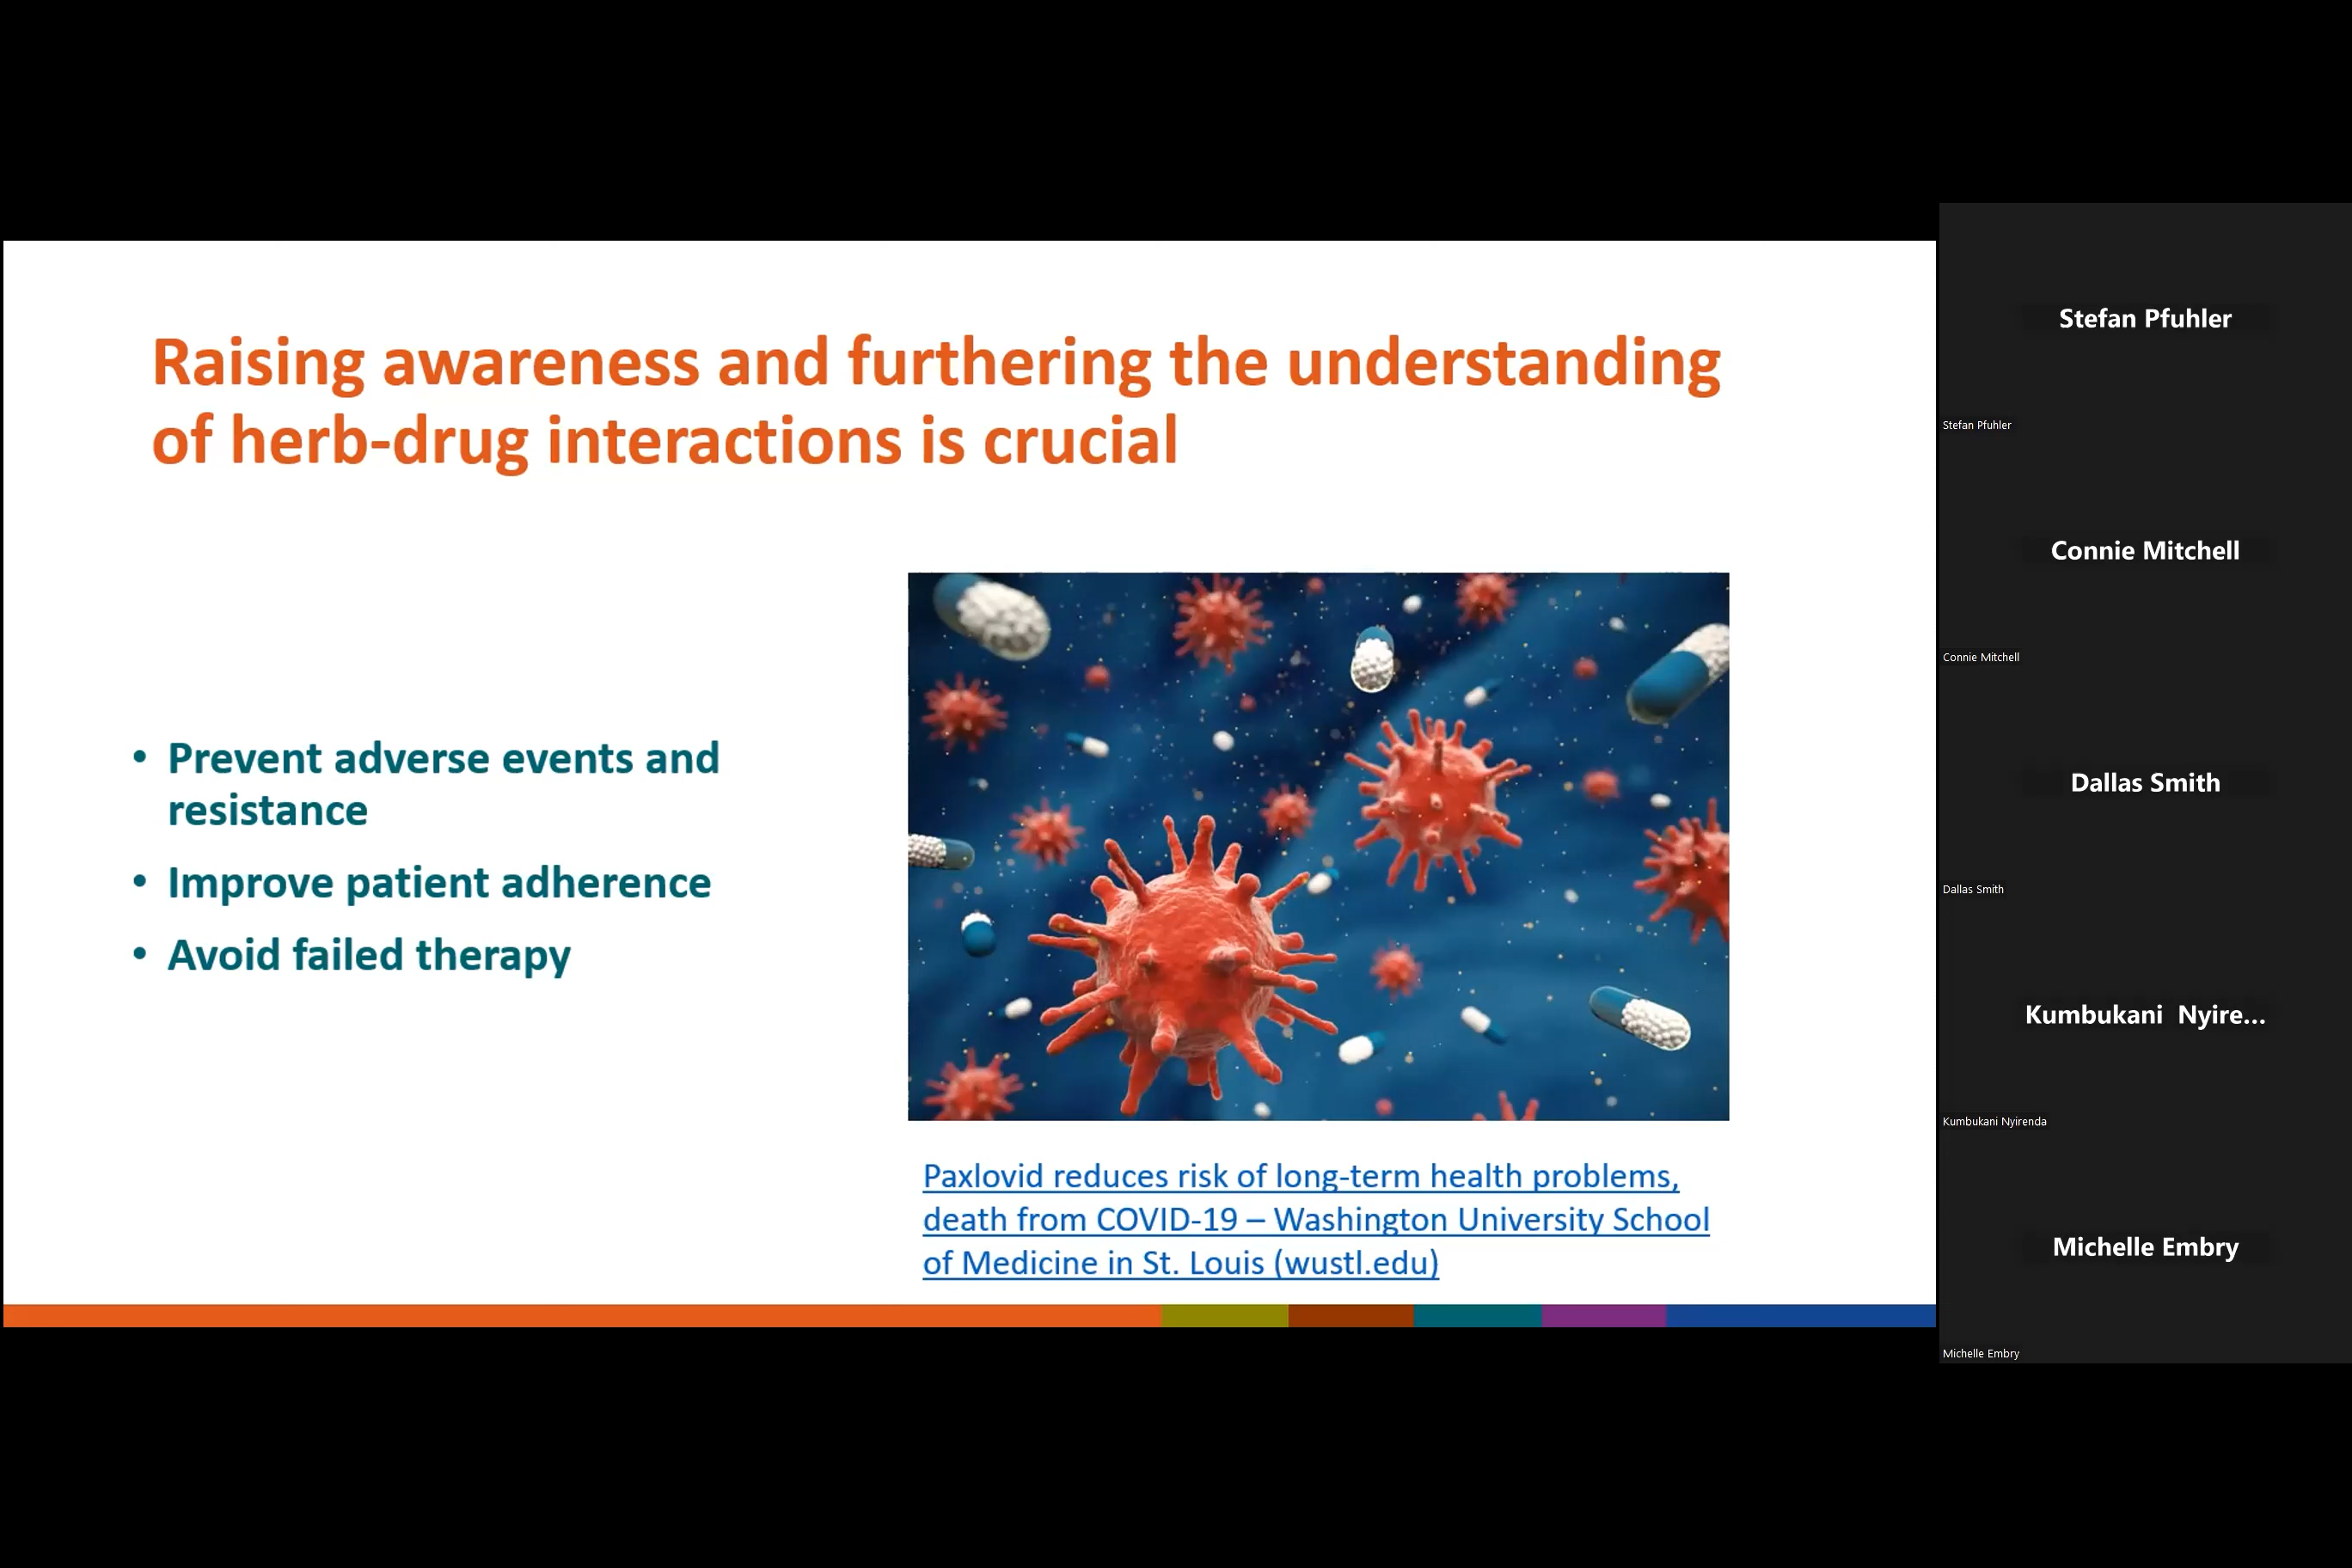 Raising awareness and furthering the understanding
of herb-drug interactions is crucial
• Prevent adverse events and
resistance
• Improve patient adherence
• Avoid failed therapy
Paxlovid reduces risk of long-term health problems,
death from COVID-19 – Washington University School
of Medicine in St. Louis (wustl.edu)
Stefan Pfuhler
Stefan Pfuhler
Connie Mitchell
Connie Mitchell
Dallas Smith
Dallas Smith
Kumbukani Nyire...
Kumbukani Nyirenda
Michelle Embry
Michelle Embry